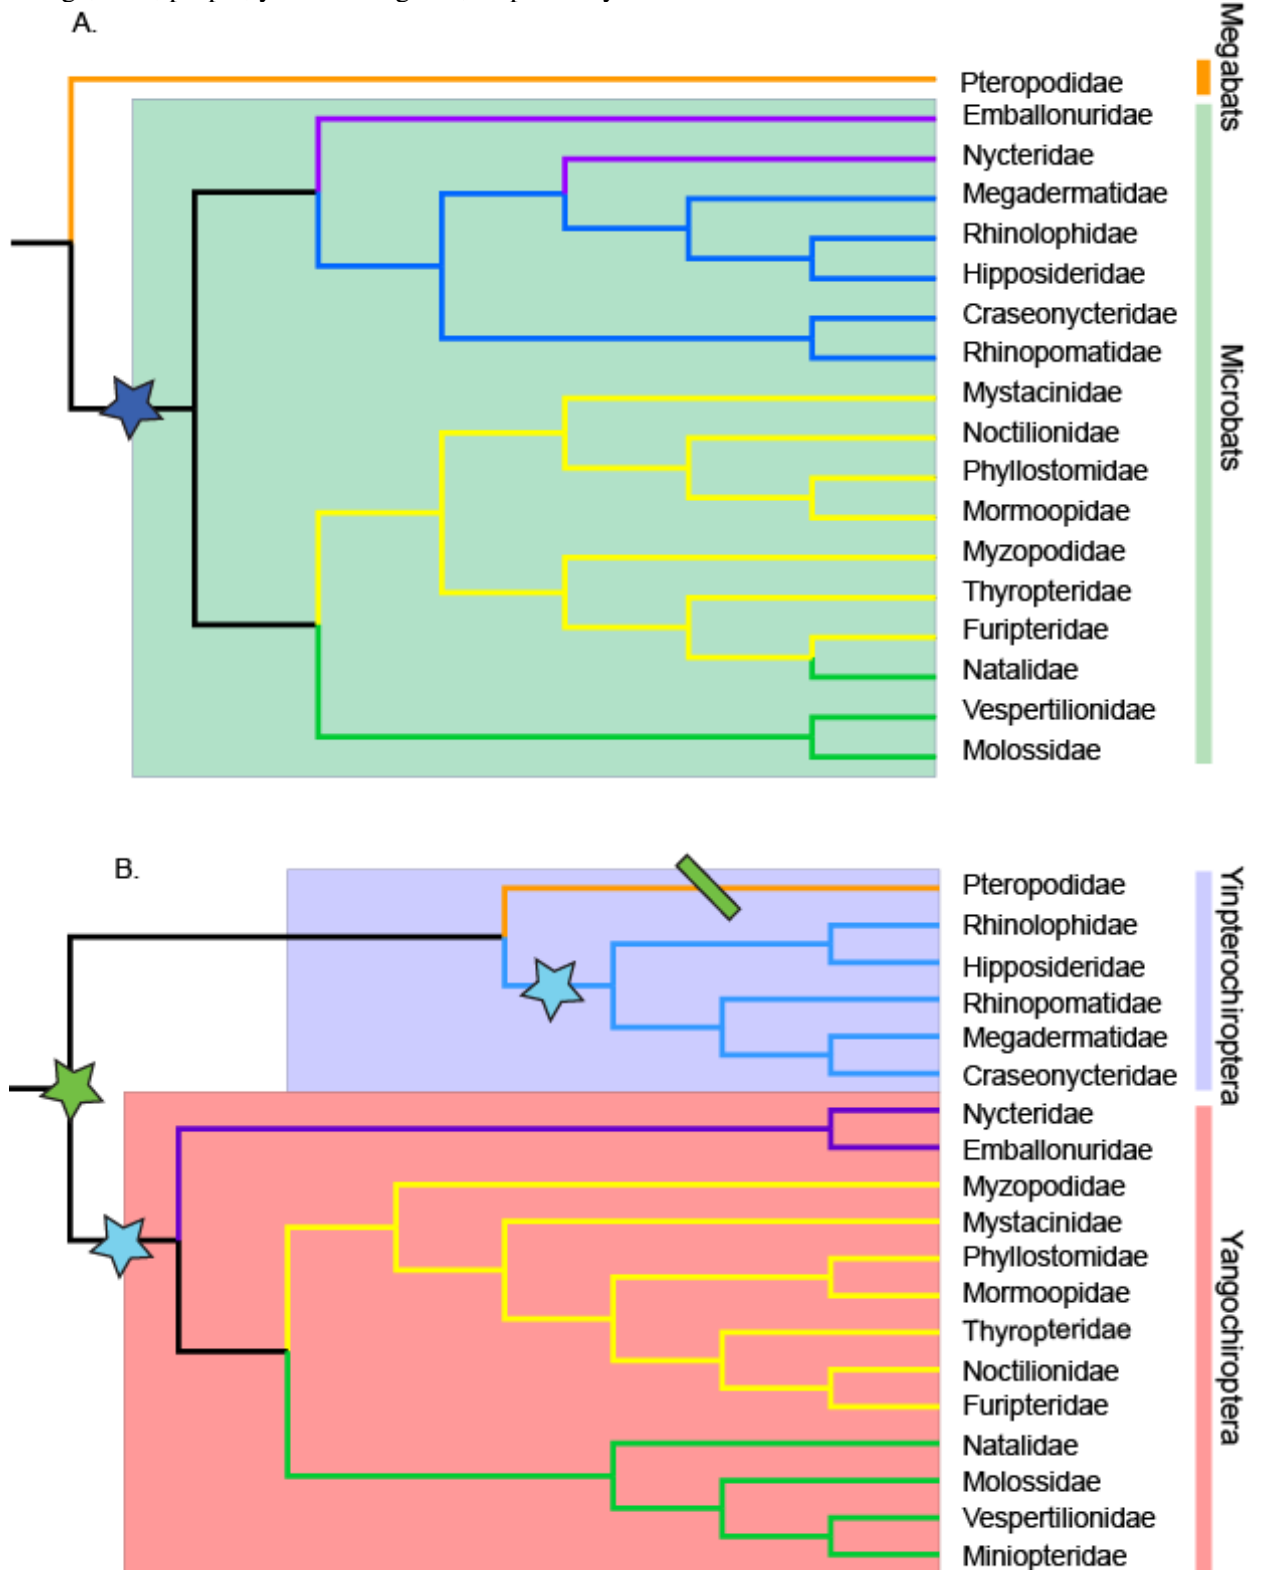 A.
Megabats
Pteropodidae
Emballonuridae
Nycteridae
Megadermatidae
Rhinolophidae
Hipposideridae
Craseonycteridae
Rhinopomatidae
Microbats
Mystacinidae
Noctilionidae
Phyllostomidae
Mormoopidae
Myzopodidae
Thyropteridae
Furipteridae
Natalidae
Vespertilionidae
Molossidae
B.
Yinpterochiroptera
Pteropodidae
Rhinolophidae
Hipposideridae
Rhinopomatidae
Megadermatidae
Craseonycteridae
Nycteridae
Emballonuridae
Myzopodidae
Mystacinidae
Yangochiroptera
Phyllostomidae
Mormoopidae
Thyropteridae
Noctilionidae
Furipteridae
Natalidae
Molossidae
Vespertilionidae
Miniopteridae